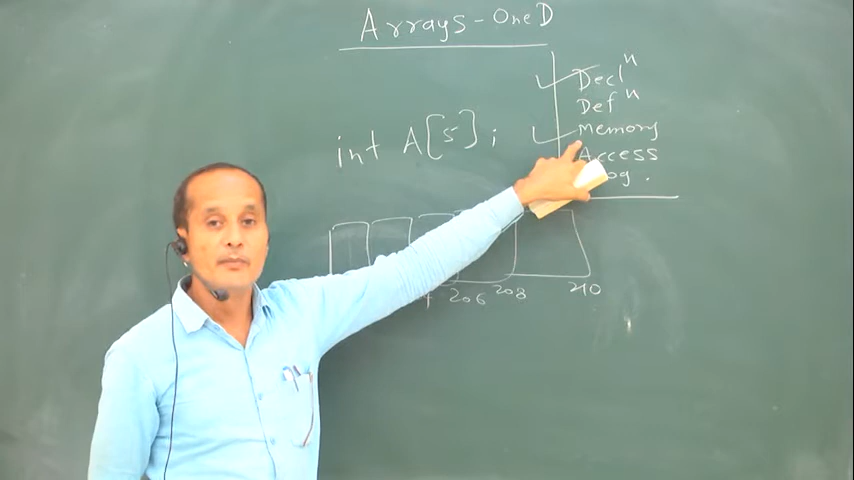 Arrays - One D
Decl^n
Def^n
int A[5];
Memory
Access
206 208 210